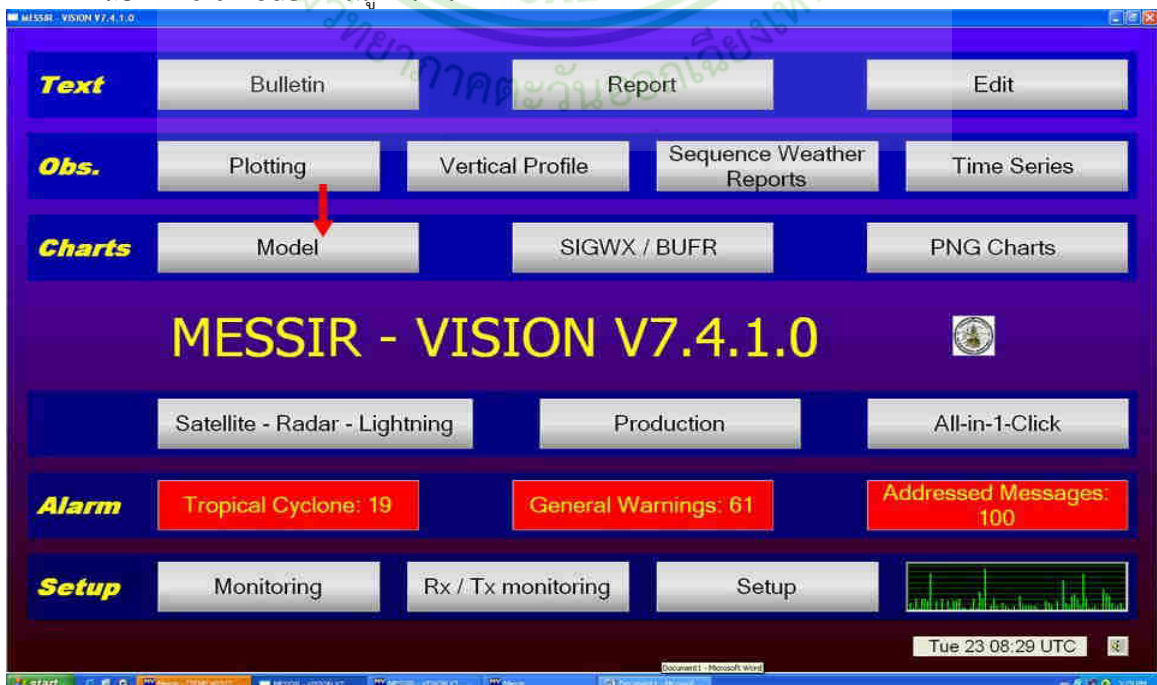 MESSIR - VISION V7.4.1.0
Text
Bulletin
Report
Edit
Obs.
Plotting
Vertical Profile
Sequence Weather
Reports
Time Series
Charts
Model
SIGWX / BUFR
PNG Charts
MESSIR - VISION V7.4.1.0
Satellite - Radar - Lightning
Production
All-in-1-Click
Alarm
Tropical Cyclone: 19
General Warnings: 61
Addressed Messages:
100
Setup
Monitoring
Rx / Tx monitoring
Setup
Tue 23 08:29 UTC
Document1 - Microsoft Word
start